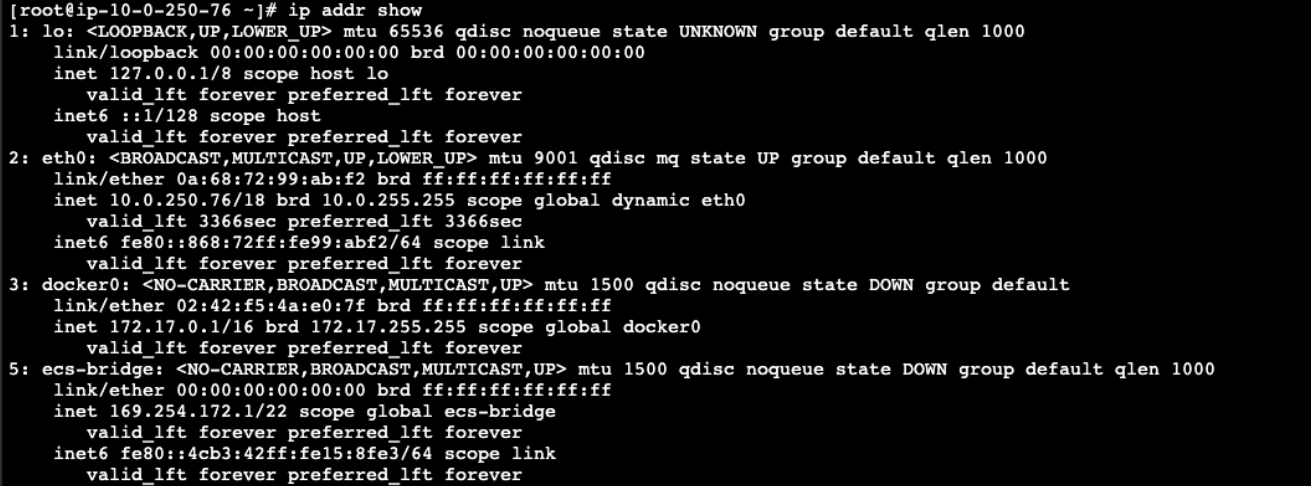 [root@ip-10-0-250-76 ~]# ip addr show
1: lo: <LOOPBACK,UP,LOWER_UP> mtu 65536 qdisc noqueue state UNKNOWN group default qlen 1000
    link/loopback 00:00:00:00:00:00 brd 00:00:00:00:00:00
    inet 127.0.0.1/8 scope host lo
       valid_lft forever preferred_lft forever
    inet6 ::1/128 scope host
       valid_lft forever preferred_lft forever
2: eth0: <BROADCAST,MULTICAST,UP,LOWER_UP> mtu 9001 qdisc mq state UP group default qlen 1000
    link/ether 0a:68:72:99:ab:f2 brd ff:ff:ff:ff:ff:ff
    inet 10.0.250.76/18 brd 10.0.255.255 scope global dynamic eth0
       valid_lft 3366sec preferred_lft 3366sec
    inet6 fe80::868:72ff:fe99:abf2/64 scope link
       valid_lft forever preferred_lft forever
3: docker0: <NO-CARRIER,BROADCAST,MULTICAST,UP> mtu 1500 qdisc noqueue state DOWN group default
    link/ether 02:42:f5:4a:e0:7f brd ff:ff:ff:ff:ff:ff
    inet 172.17.0.1/16 brd 172.17.255.255 scope global docker0
       valid_lft forever preferred_lft forever
5: ecs-bridge: <NO-CARRIER,BROADCAST,MULTICAST,UP> mtu 1500 qdisc noqueue state DOWN group default qlen 1000
    link/ether 00:00:00:00:00:00 brd ff:ff:ff:ff:ff:ff
    inet 169.254.172.1/22 scope global ecs-bridge
       valid_lft forever preferred_lft forever
    inet6 fe80::4cb3:42ff:fe15:8fe3/64 scope link
       valid_lft forever preferred_lft forever